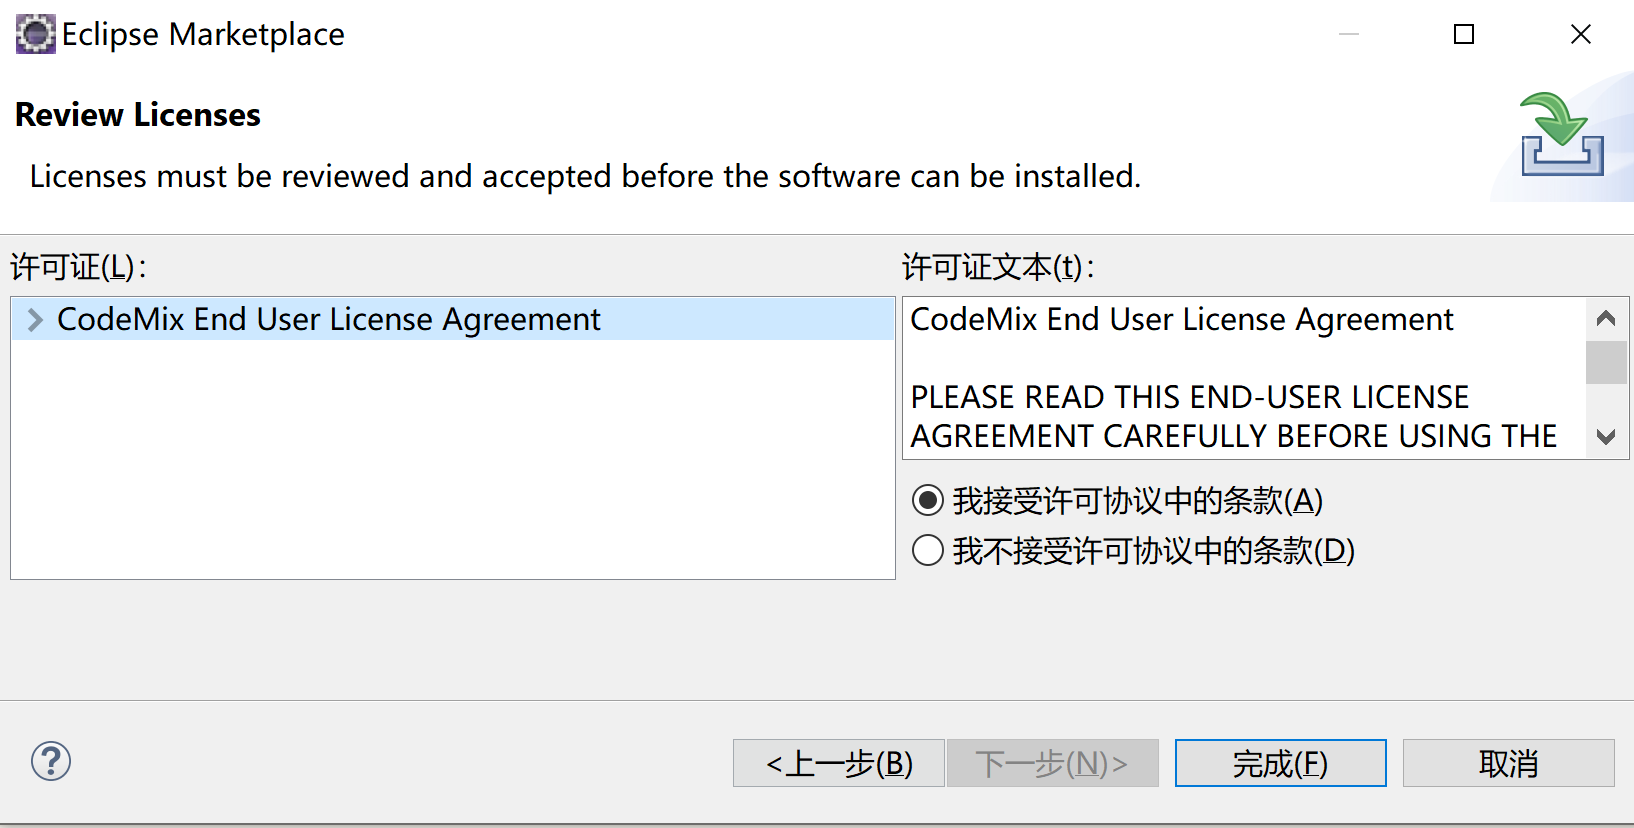 Eclipse Marketplace
Review Licenses
Licenses must be reviewed and accepted before the software can be installed.
许可证(L):
CodeMix End User License Agreement
许可证文本(t):
CodeMix End User License Agreement
PLEASE READ THIS END-USER LICENSE
AGREEMENT CAREFULLY BEFORE USING THE
我接受许可协议中的条款(A)
我不接受许可协议中的条款(D)
<上一步(B)
下一步(N)>
完成(F)
取消